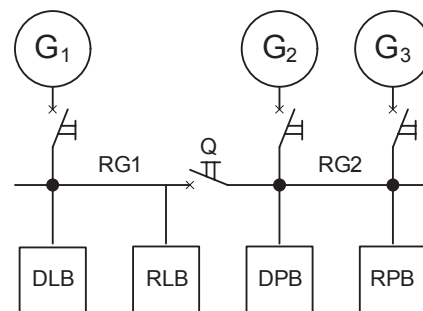 G₁ G₂ G₃
RG1 Q RG2
DLB RLB DPB RPB